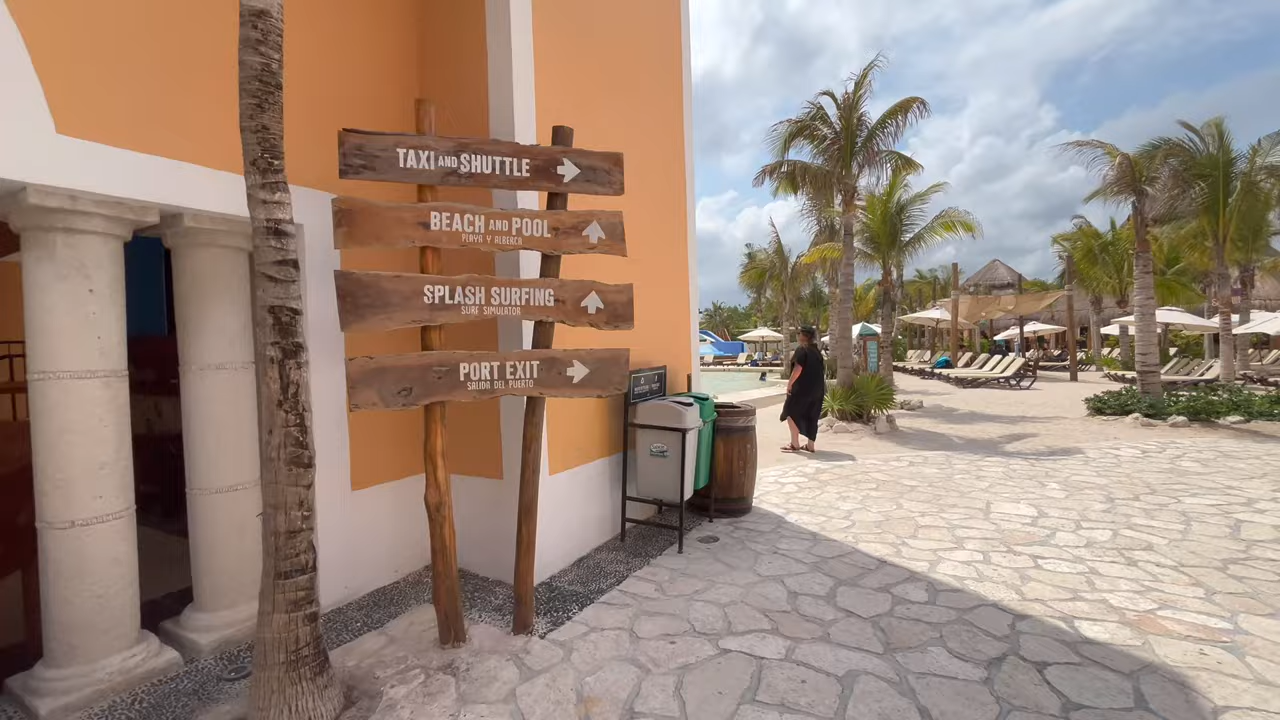 TAXI AND SHUTTLE
BEACH AND POOL
PLAYA Y ALBERCA
SPLASH SURFING
SURF SIMULATOR
PORT EXIT
SALIDA DEL PUERTO